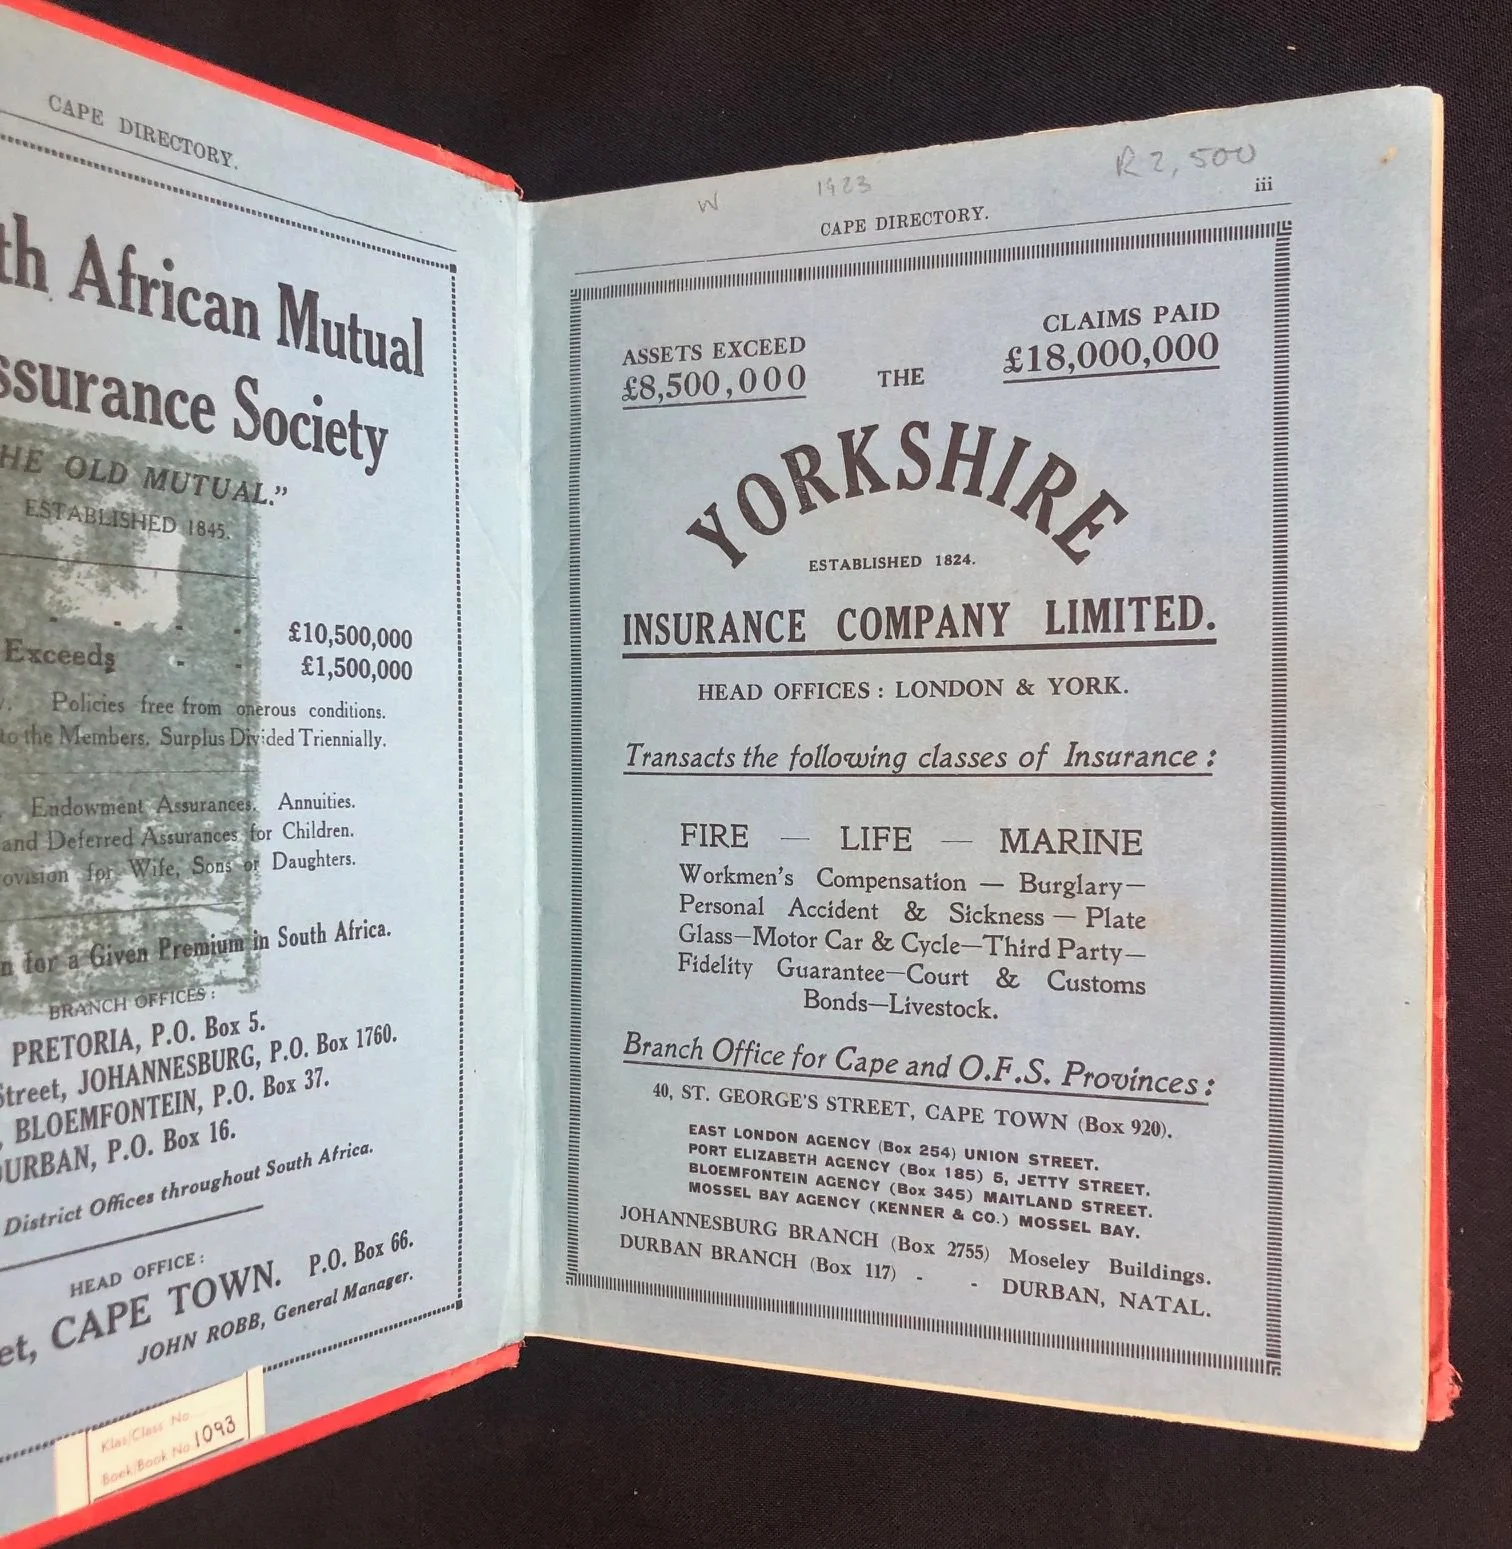 CAPE DIRECTORY.
African Mutual
Society
OLD MUTUAL."
ESTABLISHED 1845.
£10,500,000
Exceeds - - £1,500,000
Policies free from onerous conditions.
to the Members. Surplus Divided Triennially.
Endowment Assurances. Annuities.
and Deferred Assurances for Children.
for Wife, Sons or Daughters.
for a Given Premium in South Africa.
BRANCH OFFICES:
PRETORIA, P.O. Box 5.
Street, JOHANNESBURG, P.O. Box 1760.
BLOEMFONTEIN, P.O. Box 37.
DURBAN, P.O. Box 16.
District Offices throughout South Africa.
HEAD OFFICE:
CAPE TOWN. P.O. Box 66.
JOHN ROBB, General Manager.
Klas/Class No.
Boek/Book No 1093
W 1923 R2,500
CAPE DIRECTORY. iii
ASSETS EXCEED
£8,500,000
THE
CLAIMS PAID
£18,000,000
YORKSHIRE
ESTABLISHED 1824.
INSURANCE COMPANY LIMITED.
HEAD OFFICES: LONDON & YORK.
Transacts the following classes of Insurance:
FIRE — LIFE — MARINE
Workmen's Compensation — Burglary—
Personal Accident & Sickness — Plate
Glass—Motor Car & Cycle—Third Party—
Fidelity Guarantee—Court & Customs
Bonds—Livestock.
Branch Office for Cape and O.F.S. Provinces:
40, ST. GEORGE'S STREET, CAPE TOWN (Box 920).
EAST LONDON AGENCY (Box 254) UNION STREET.
PORT ELIZABETH AGENCY (Box 185) 5, JETTY STREET.
BLOEMFONTEIN AGENCY (Box 345) MAITLAND STREET.
MOSSEL BAY AGENCY (KENNER & CO.) MOSSEL BAY.
JOHANNESBURG BRANCH (Box 2755) Moseley Buildings.
DURBAN BRANCH (Box 117) - - DURBAN, NATAL.